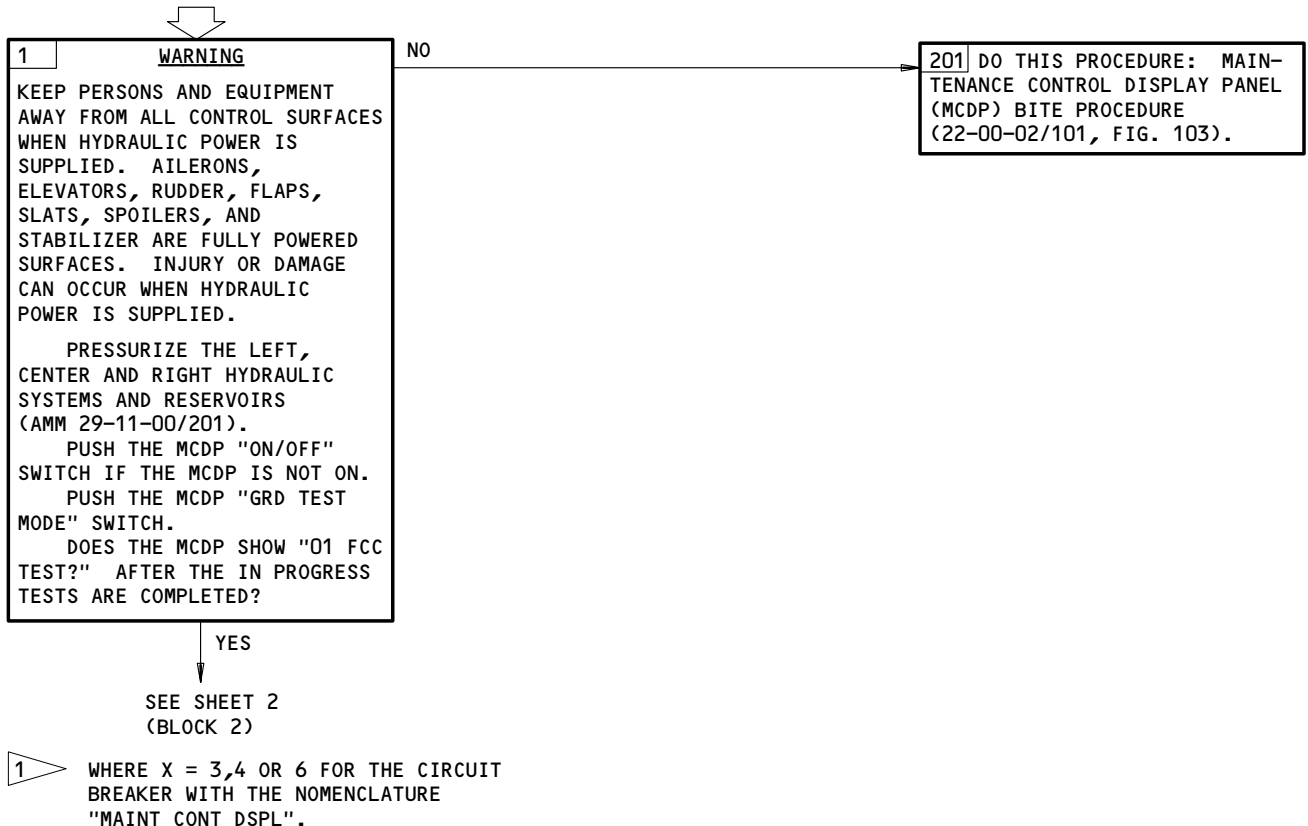 1
WARNING
KEEP PERSONS AND EQUIPMENT
AWAY FROM ALL CONTROL SURFACES
WHEN HYDRAULIC POWER IS
SUPPLIED. AILERONS,
ELEVATORS, RUDDER, FLAPS,
SLATS, SPOILERS, AND
STABILIZER ARE FULLY POWERED
SURFACES. INJURY OR DAMAGE
CAN OCCUR WHEN HYDRAULIC
POWER IS SUPPLIED.
PRESSURIZE THE LEFT,
CENTER AND RIGHT HYDRAULIC
SYSTEMS AND RESERVOIRS
(AMM 29-11-00/201).
PUSH THE MCDP "ON/OFF"
SWITCH IF THE MCDP IS NOT ON.
PUSH THE MCDP "GRD TEST
MODE" SWITCH.
DOES THE MCDP SHOW "01 FCC
TEST?" AFTER THE IN PROGRESS
TESTS ARE COMPLETED?
NO
201 DO THIS PROCEDURE: MAIN-
TENANCE CONTROL DISPLAY PANEL
(MCDP) BITE PROCEDURE
(22-00-02/101, FIG. 103).
YES
SEE SHEET 2
(BLOCK 2)
1 WHERE X = 3,4 OR 6 FOR THE CIRCUIT
BREAKER WITH THE NOMENCLATURE
"MAINT CONT DSPL".